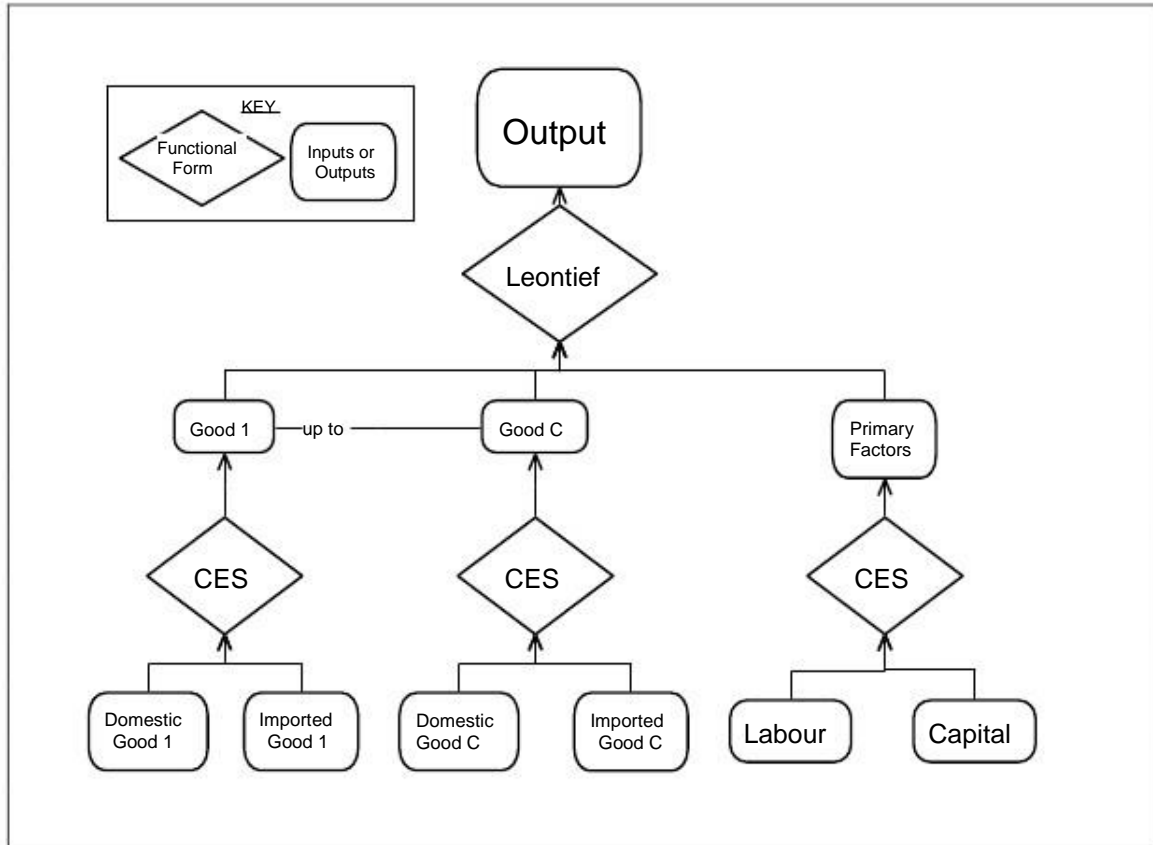 KEY
Functional
Form
Inputs or
Outputs
Output
Leontief
Good 1
up to
Good C
Primary
Factors
CES
CES
CES
Domestic
Good 1
Imported
Good 1
Domestic
Good C
Imported
Good C
Labour
Capital